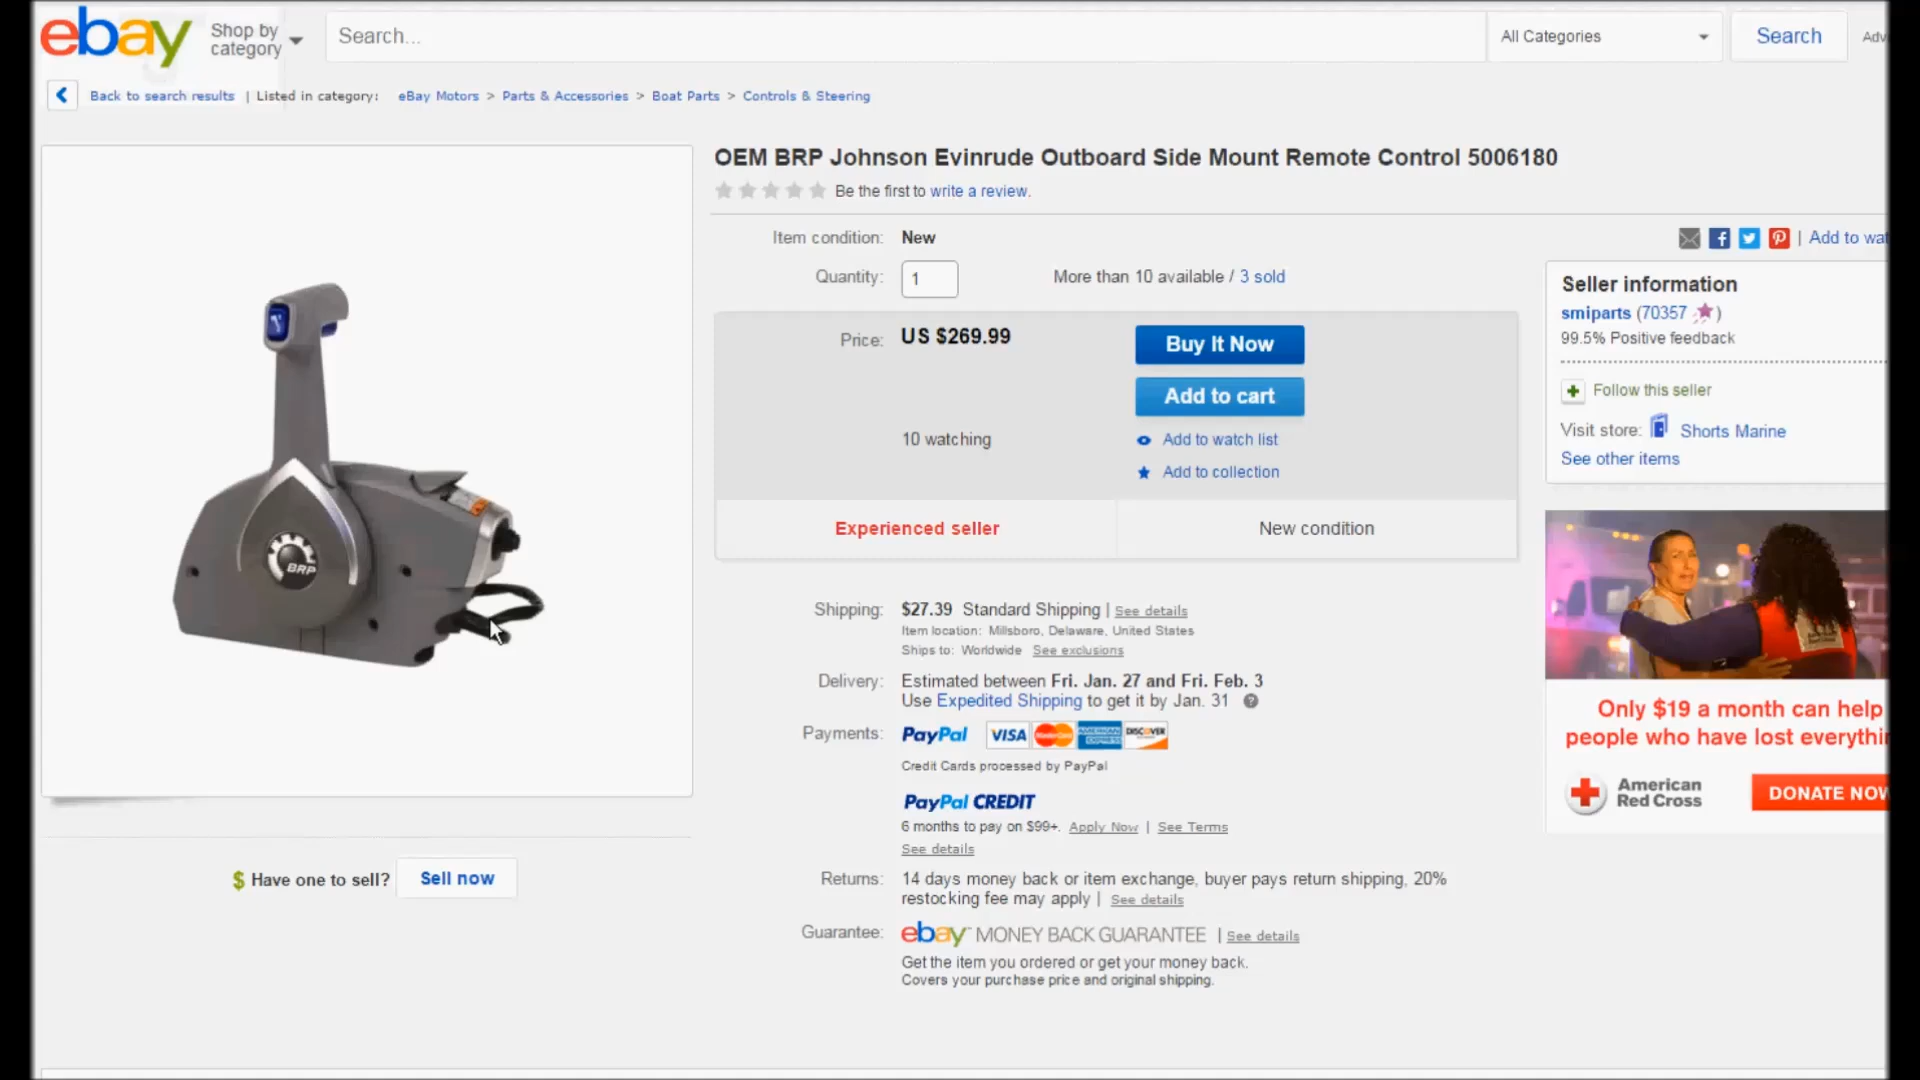 ebay
Shop by
category
Search...
All Categories
Search
Back to search results | Listed in category: eBay Motors > Parts & Accessories > Boat Parts > Controls & Steering
OEM BRP Johnson Evinrude Outboard Side Mount Remote Control 5006180
Be the first to write a review.
Item condition: New
Quantity: 1 More than 10 available / 3 sold
Price: US $269.99
Buy It Now
Add to cart
10 watching
Add to watch list
Add to collection
Experienced seller
New condition
Shipping: $27.39 Standard Shipping | See details
Item location: Millsboro, Delaware, United States
Ships to: Worldwide See exclusions
Delivery: Estimated between Fri. Jan. 27 and Fri. Feb. 3
Use Expedited Shipping to get it by Jan. 31
Payments: PayPal VISA MasterCard AMERICAN EXPRESS DISCOVER
Credit Cards processed by PayPal
PayPal CREDIT
6 months to pay on $99+. Apply Now | See Terms
See details
Returns: 14 days money back or item exchange, buyer pays return shipping, 20%
restocking fee may apply | See details
Guarantee: ebay MONEY BACK GUARANTEE | See details
Get the item you ordered or get your money back.
Covers your purchase price and original shipping.
BRP
$ Have one to sell? Sell now
| Add to
Seller information
smiparts (70357)
99.5% Positive feedback
Follow this seller
Visit store: Shorts Marine
See other items
Only $19 a month can help
people who have lost
American
Red Cross
DONATE